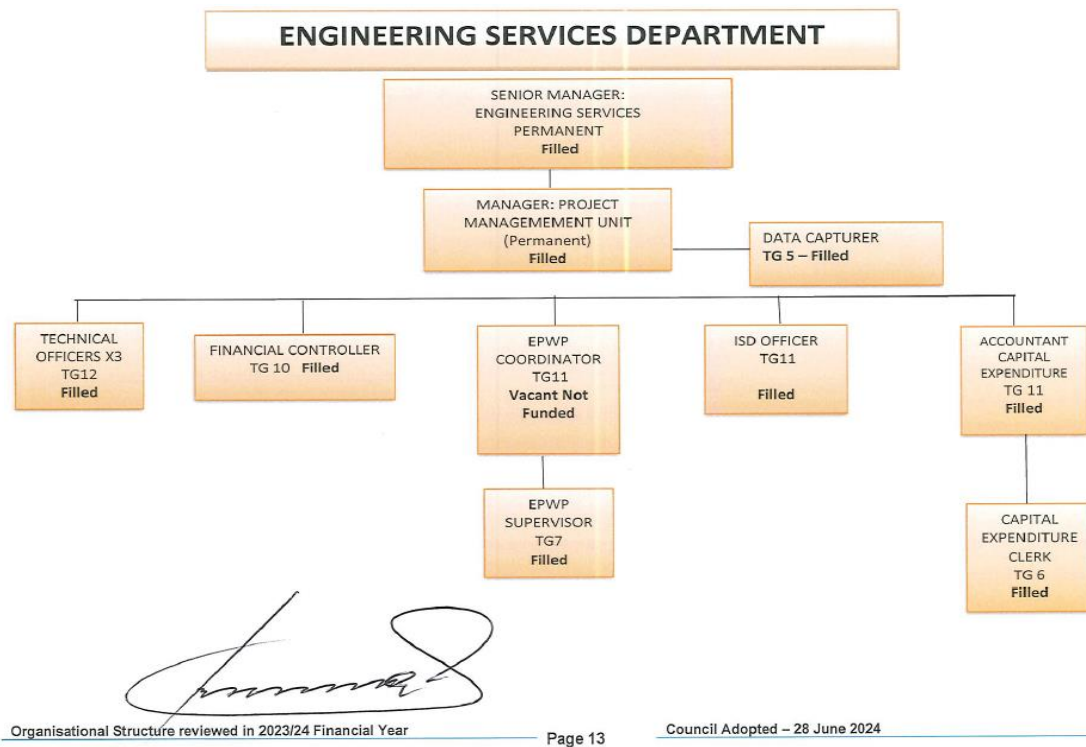 ENGINEERING SERVICES DEPARTMENT
SENIOR MANAGER:
ENGINEERING SERVICES
PERMANENT
Filled
MANAGER: PROJECT
MANAGEMEMENT UNIT
(Permanent)
Filled
DATA CAPTURER
TG 5 – Filled
TECHNICAL
OFFICERS X3
TG12
Filled
FINANCIAL CONTROLLER
TG 10 Filled
EPWP
COORDINATOR
TG11
Vacant Not
Funded
ISD OFFICER
TG11
Filled
ACCOUNTANT
CAPITAL
EXPENDITURE
TG 11
Filled
EPWP
SUPERVISOR
TG7
Filled
CAPITAL
EXPENDITURE
CLERK
TG 6
Filled
Organisational Structure reviewed in 2023/24 Financial Year
Page 13
Council Adopted – 28 June 2024